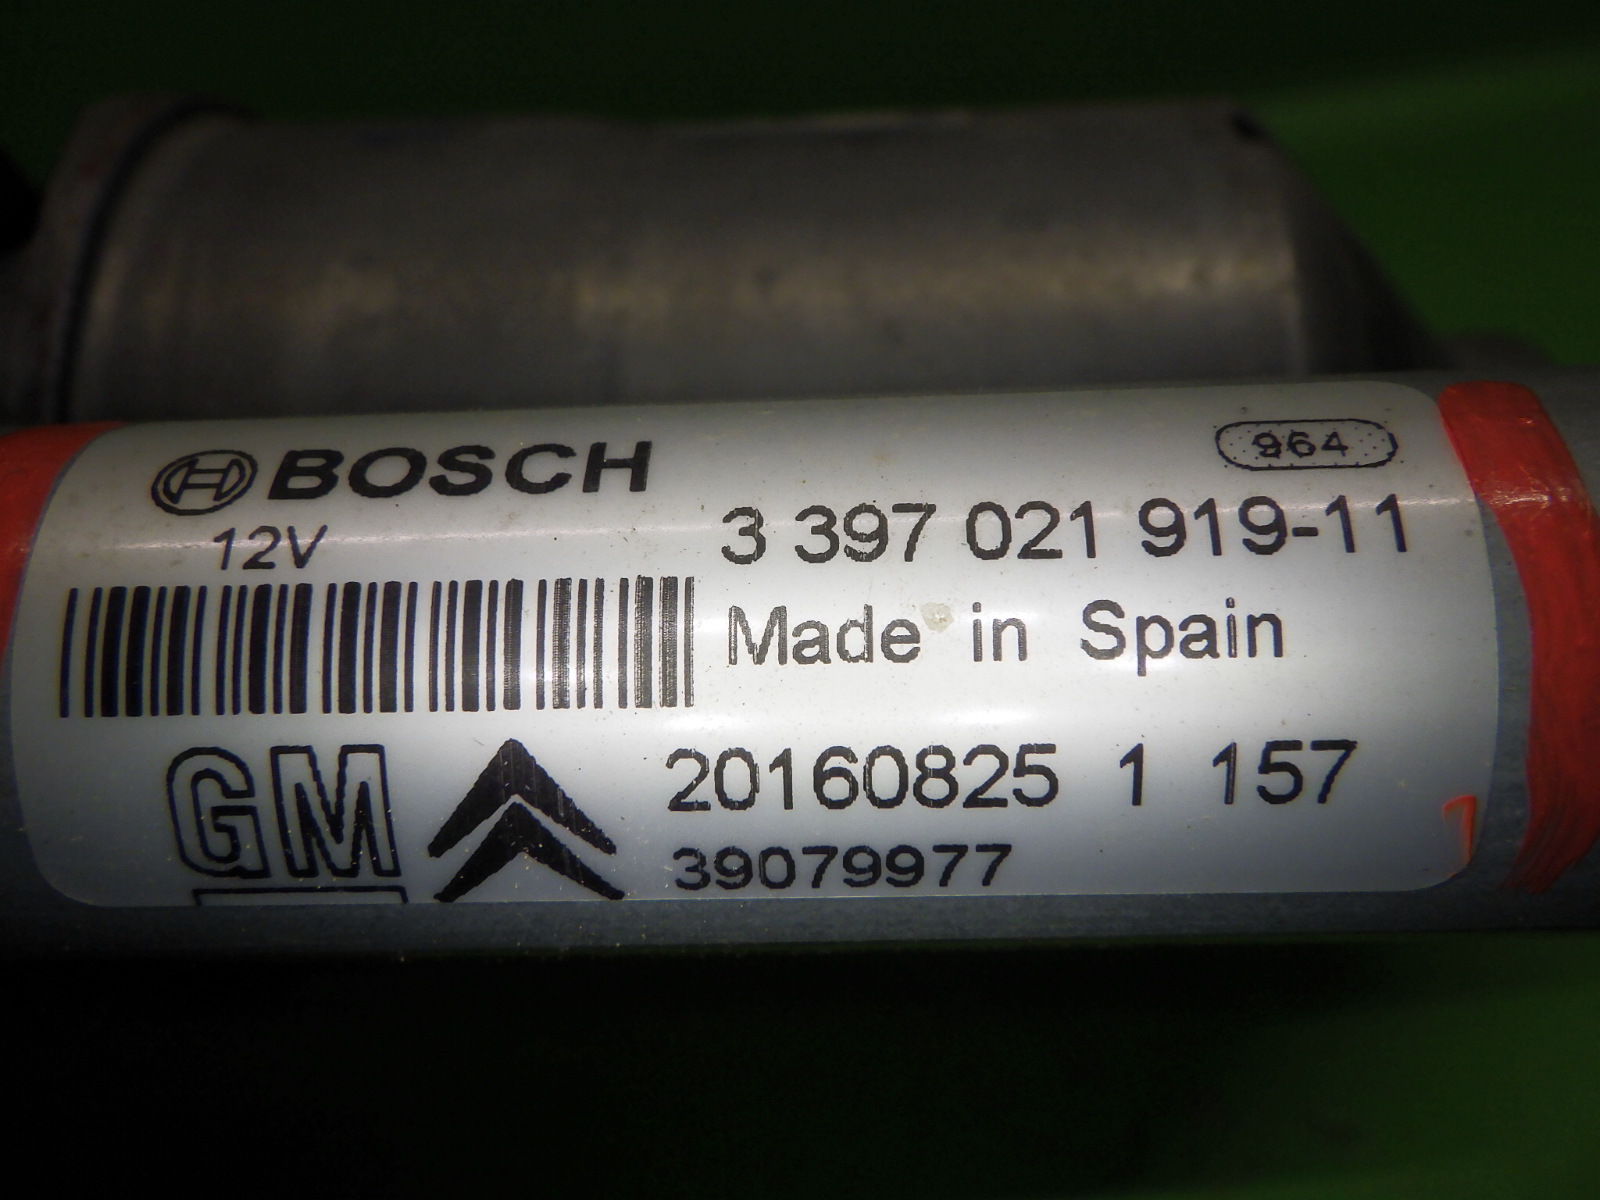 BOSCH
964
12V
3 397 021 919-11
Made in Spain
GM
20160825 1 157
39079977